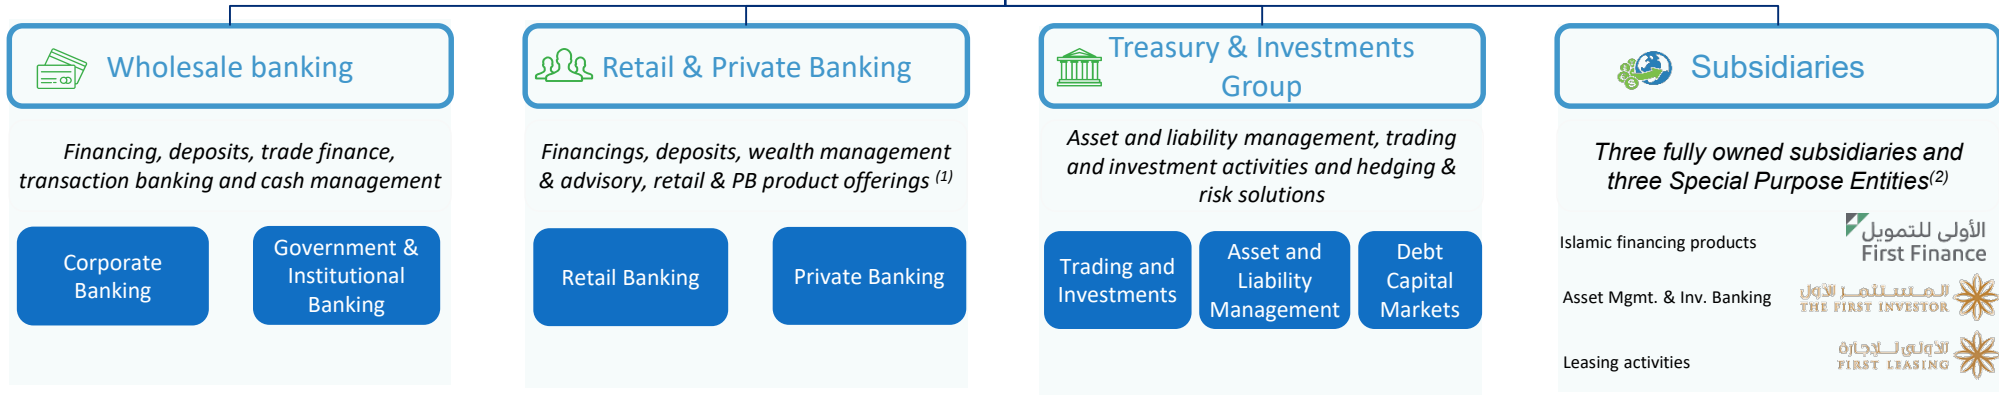 Wholesale banking
Financing, deposits, trade finance,
transaction banking and cash management
Corporate
Banking
Government &
Institutional
Banking
Retail & Private Banking
Financings, deposits, wealth management
& advisory, retail & PB product offerings (1)
Retail Banking
Private Banking
Treasury & Investments
Group
Asset and liability management, trading
and investment activities and hedging &
risk solutions
Trading and
Investments
Asset and
Liability
Management
Debt
Capital
Markets
Subsidiaries
Three fully owned subsidiaries and
three Special Purpose Entities(2)
Islamic financing products
الأولى للتمويل
First Finance
Asset Mgmt. & Inv. Banking
المستثمر الأول
THE FIRST INVESTOR
Leasing activities
الأولى للإجارة
FIRST LEASING